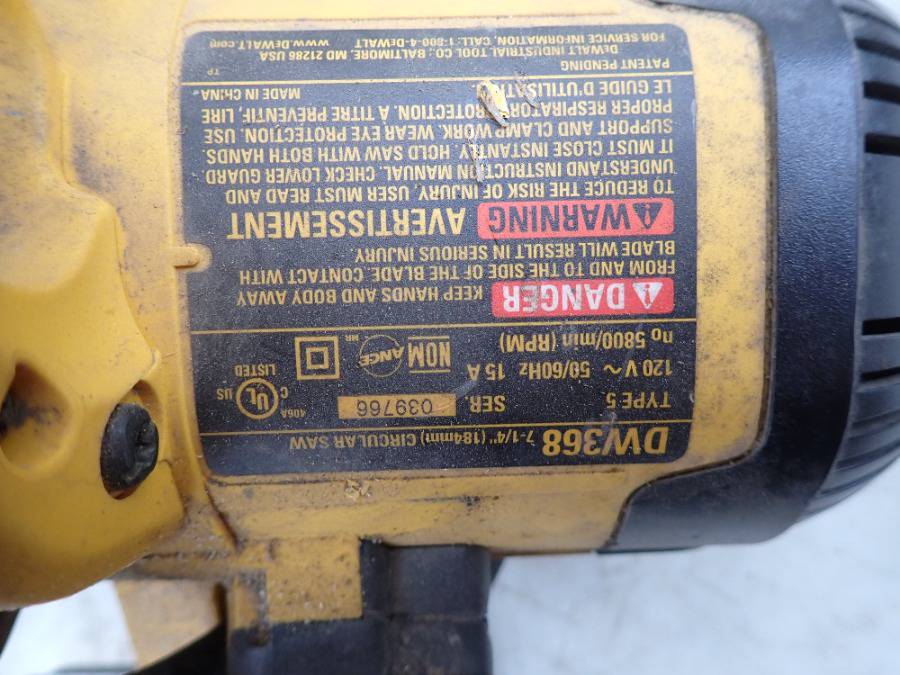 DW368 7-1/4" (184mm) CIRCULAR SAW
TYPE 5 SER. 039766
120 V ~ 50/60Hz 15 A
n₀ 5800/min (RPM)
406A
C UL US
LISTED
NOM
ANCE
MR
DANGER KEEP HANDS AND BODY AWAY
FROM AND TO THE SIDE OF THE BLADE. CONTACT WITH
BLADE WILL RESULT IN SERIOUS INJURY.
WARNING AVERTISSEMENT
TO REDUCE THE RISK OF INJURY, USER MUST READ AND
UNDERSTAND INSTRUCTION MANUAL. CHECK LOWER GUARD.
IT MUST CLOSE INSTANTLY. HOLD SAW WITH BOTH HANDS.
SUPPORT AND CLAMP WORK. WEAR EYE PROTECTION. USE
PROPER RESPIRATORY PROTECTION. A TITRE PREVENTIF, LIRE
LE GUIDE D'UTILISATION. MADE IN CHINA
PATENT PENDING TP
DEWALT INDUSTRIAL TOOL CO., BALTIMORE, MD 21286 USA
FOR SERVICE INFORMATION, CALL: 1-800-4-DEWALT www.DEWALT.com